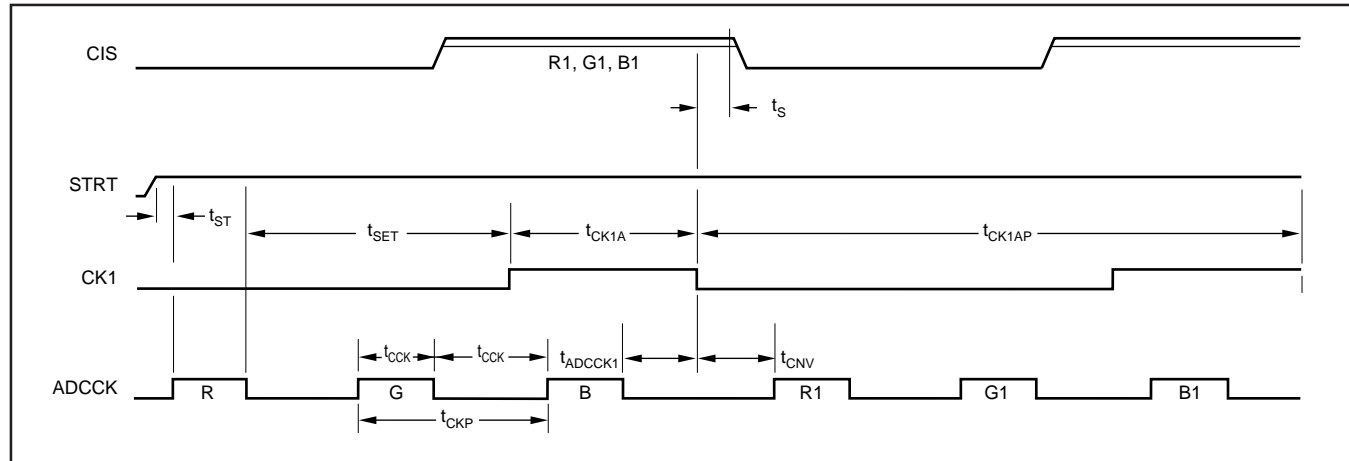 CIS
R1, G1, B1
tS
STRT
tST
tSET
tCK1A
tCK1AP
CK1
tCCK
tCCK
tADCCK1
tCNV
ADCCK
R
G
B
R1
G1
B1
tCKP